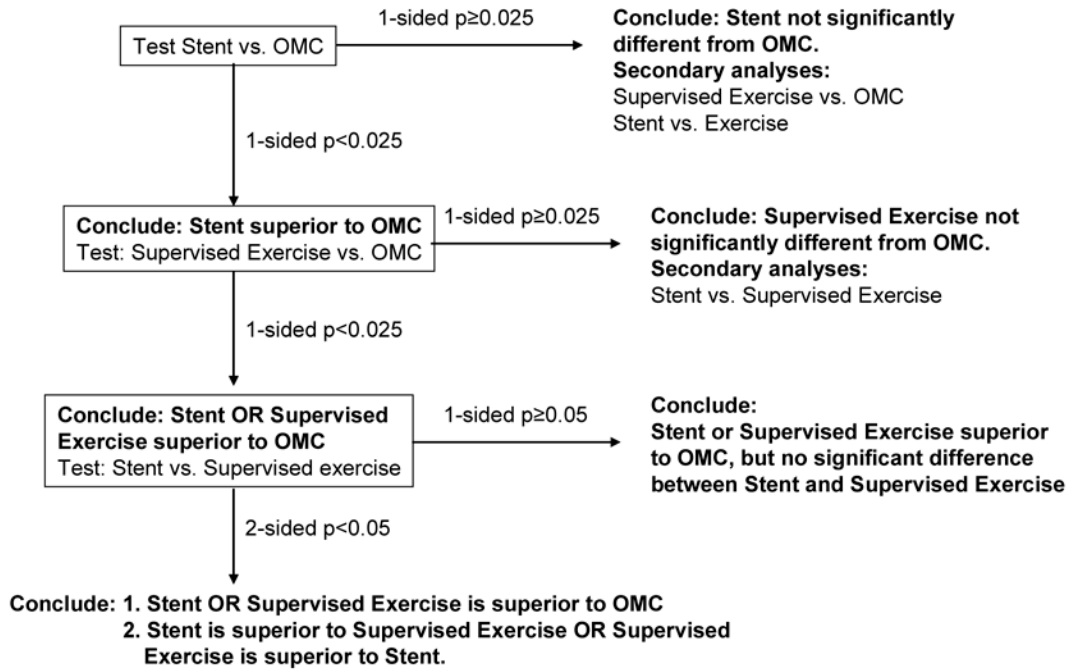 1-sided p≥0.025
Test Stent vs. OMC
Conclude: Stent not significantly
different from OMC.
Secondary analyses:
Supervised Exercise vs. OMC
Stent vs. Exercise
1-sided p<0.025
Conclude: Stent superior to OMC
Test: Supervised Exercise vs. OMC
1-sided p≥0.025
Conclude: Supervised Exercise not
significantly different from OMC.
Secondary analyses:
Stent vs. Supervised Exercise
1-sided p<0.025
Conclude: Stent OR Supervised
Exercise superior to OMC
Test: Stent vs. Supervised exercise
1-sided p≥0.05
Conclude:
Stent or Supervised Exercise superior
to OMC, but no significant difference
between Stent and Supervised Exercise
2-sided p<0.05
Conclude: 1. Stent OR Supervised Exercise is superior to OMC
2. Stent is superior to Supervised Exercise OR Supervised
Exercise is superior to Stent.